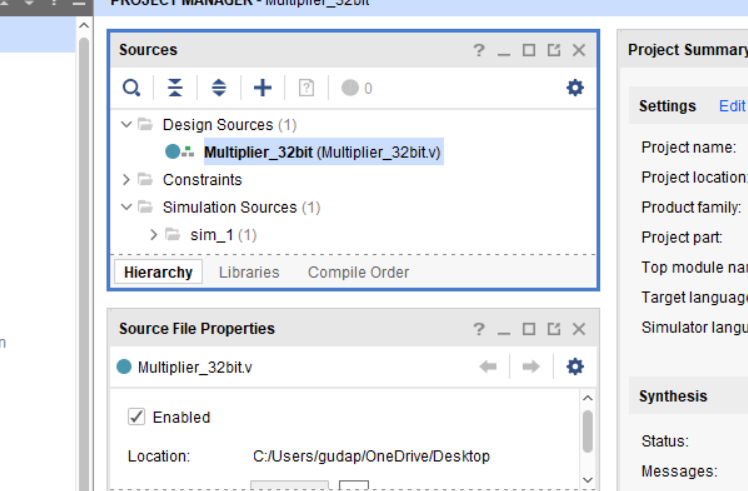 PROJECT MANAGER - Multiplier_32bit
Sources
? _
0
Design Sources (1)
Multiplier_32bit (Multiplier_32bit.v)
Constraints
Simulation Sources (1)
sim_1 (1)
Hierarchy Libraries Compile Order
Source File Properties
? _
Multiplier_32bit.v
Enabled
Location: C:/Users/gudap/OneDrive/Desktop
Project Summary
Settings Edit
Project name:
Project location:
Product family:
Project part:
Top module nam
Target language
Simulator langu
Synthesis
Status:
Messages:
n